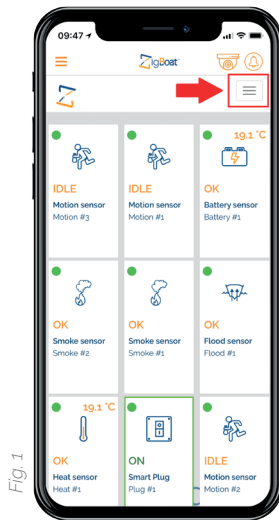 09:47
ZigBoat
19.1 °C
IDLE
Motion sensor
Motion #3
IDLE
Motion sensor
Motion #1
OK
Battery sensor
Battery #1
OK
Smoke sensor
Smoke #2
OK
Smoke sensor
Smoke #1
OK
Flood sensor
Flood #1
19.1 °C
OK
Heat sensor
Heat #1
ON
Smart Plug
Plug #1
IDLE
Motion sensor
Motion #2
Fig. 1